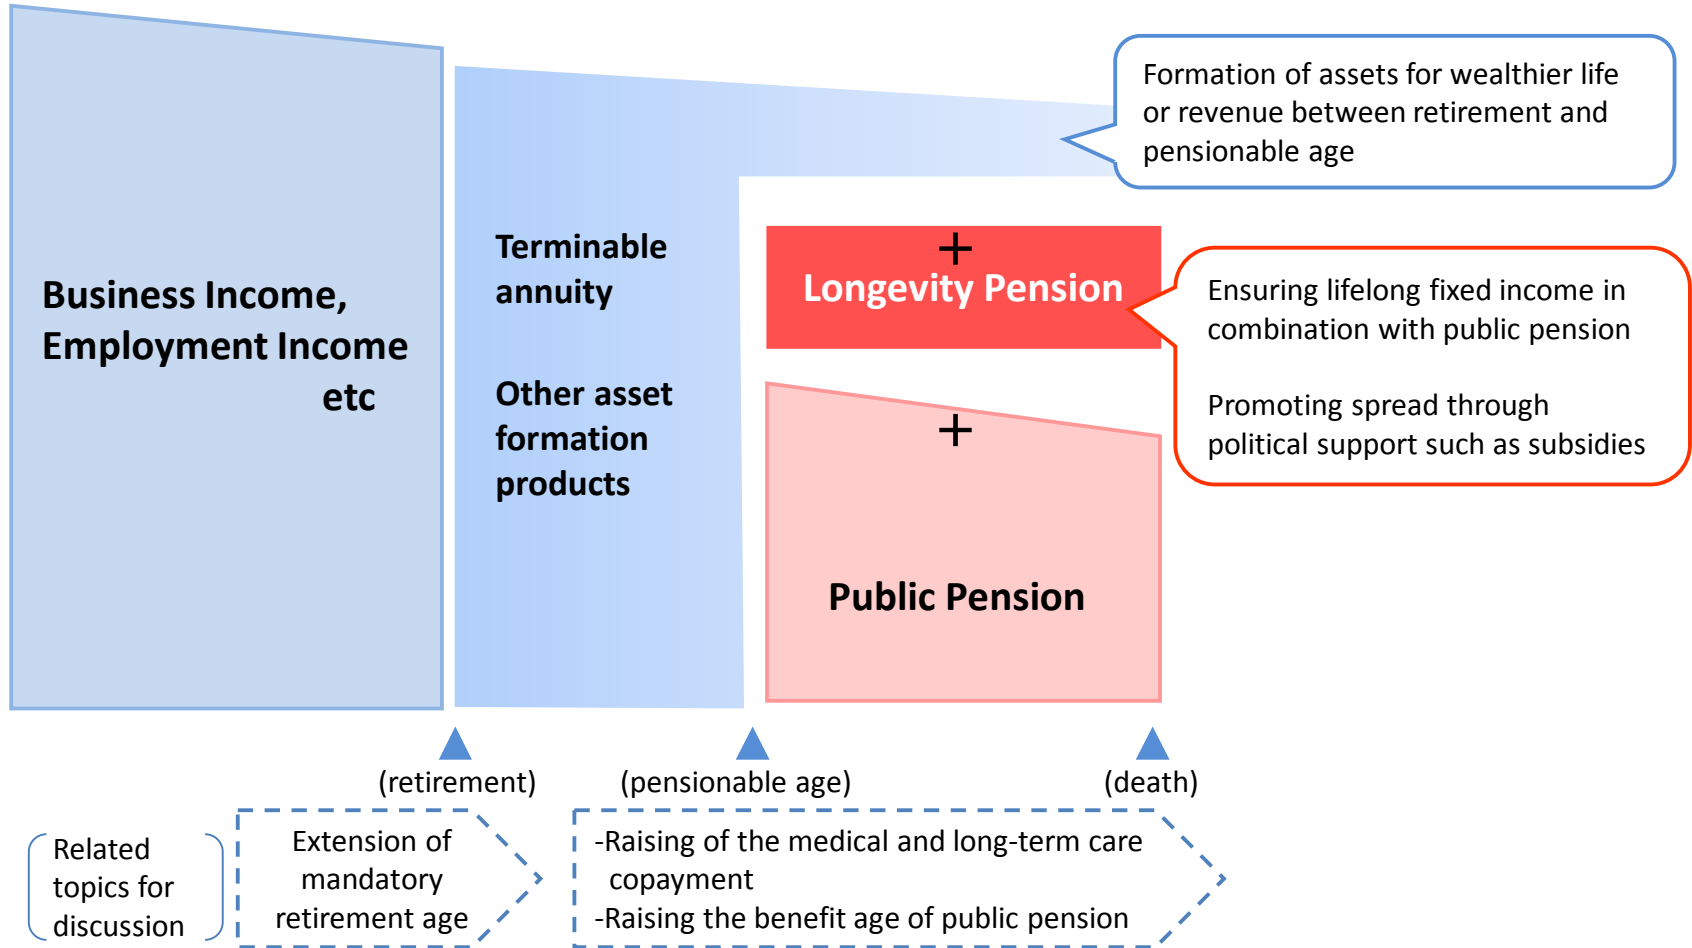 Business Income,
Employment Income
etc
Terminable
annuity
Other asset
formation
products
Formation of assets for wealthier life
or revenue between retirement and
pensionable age
+
Longevity Pension
Ensuring lifelong fixed income in
combination with public pension
Promoting spread through
political support such as subsidies
+
Public Pension
(retirement)
(pensionable age)
(death)
Related
topics for
discussion
Extension of
mandatory
retirement age
-Raising of the medical and long-term care
copayment
-Raising the benefit age of public pension